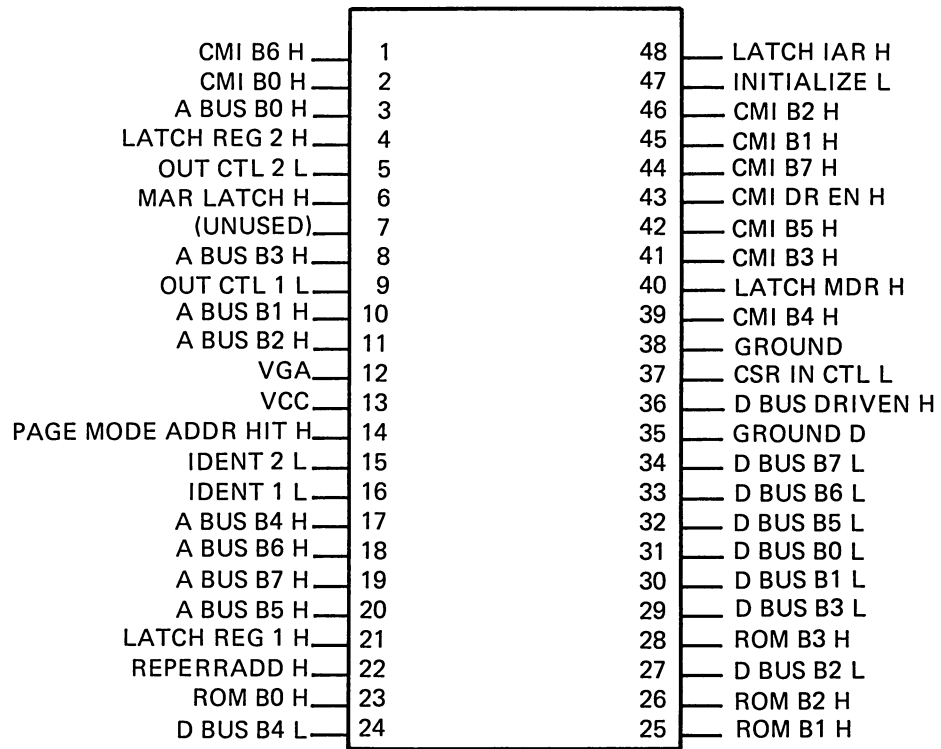 CMI B6 H 1 48 LATCH IAR H
CMI B0 H 2 47 INITIALIZE L
A BUS B0 H 3 46 CMI B2 H
LATCH REG 2 H 4 45 CMI B1 H
OUT CTL 2 L 5 44 CMI B7 H
MAR LATCH H 6 43 CMI DR EN H
(UNUSED) 7 42 CMI B5 H
A BUS B3 H 8 41 CMI B3 H
OUT CTL 1 L 9 40 LATCH MDR H
A BUS B1 H 10 39 CMI B4 H
A BUS B2 H 11 38 GROUND
VGA 12 37 CSR IN CTL L
VCC 13 36 D BUS DRIVEN H
PAGE MODE ADDR HIT H 14 35 GROUND D
IDENT 2 L 15 34 D BUS B7 L
IDENT 1 L 16 33 D BUS B6 L
A BUS B4 H 17 32 D BUS B5 L
A BUS B6 H 18 31 D BUS B0 L
A BUS B7 H 19 30 D BUS B1 L
A BUS B5 H 20 29 D BUS B3 L
LATCH REG 1 H 21 28 ROM B3 H
REPERRADD H 22 27 D BUS B2 L
ROM B0 H 23 26 ROM B2 H
D BUS B4 L 24 25 ROM B1 H